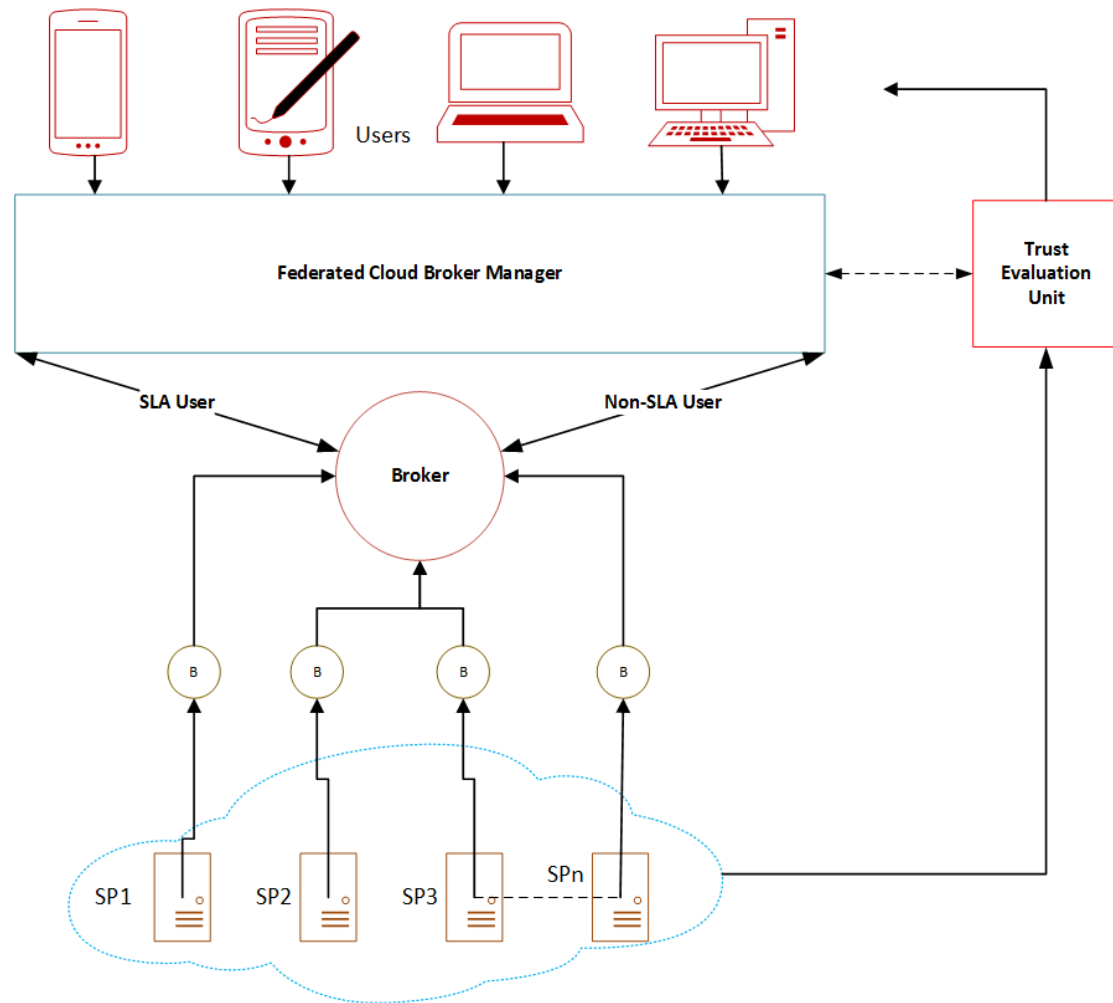 Users
Federated Cloud Broker Manager
Trust
Evaluation
Unit
SLA User
Non-SLA User
Broker
B
B
B
B
SP1
SP2
SP3
SPn